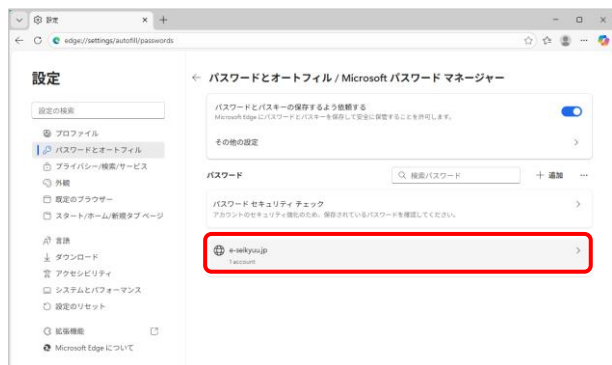 設定
edge://settings/autofill/passwords
設定
パスワードとオートフィル / Microsoft パスワード マネージャー
設定の検索
パスワードとパスキーの保存するよう依頼する
Microsoft Edge にパスワードとパスキーを保存して安全に保管することを許可します。
その他の設定
プロファイル
パスワードとオートフィル
プライバシー/検索/サービス
外観
既定のブラウザー
スタート/ホーム/新規タブ ページ
言語
ダウンロード
アクセシビリティ
システムとパフォーマンス
設定のリセット
拡張機能
Microsoft Edge について
パスワード
検索パスワード
追加
パスワード セキュリティ チェック
アカウントのセキュリティ強化のため、保存されているパスワードを確認してください。
e-seikyuu.jp
1 account